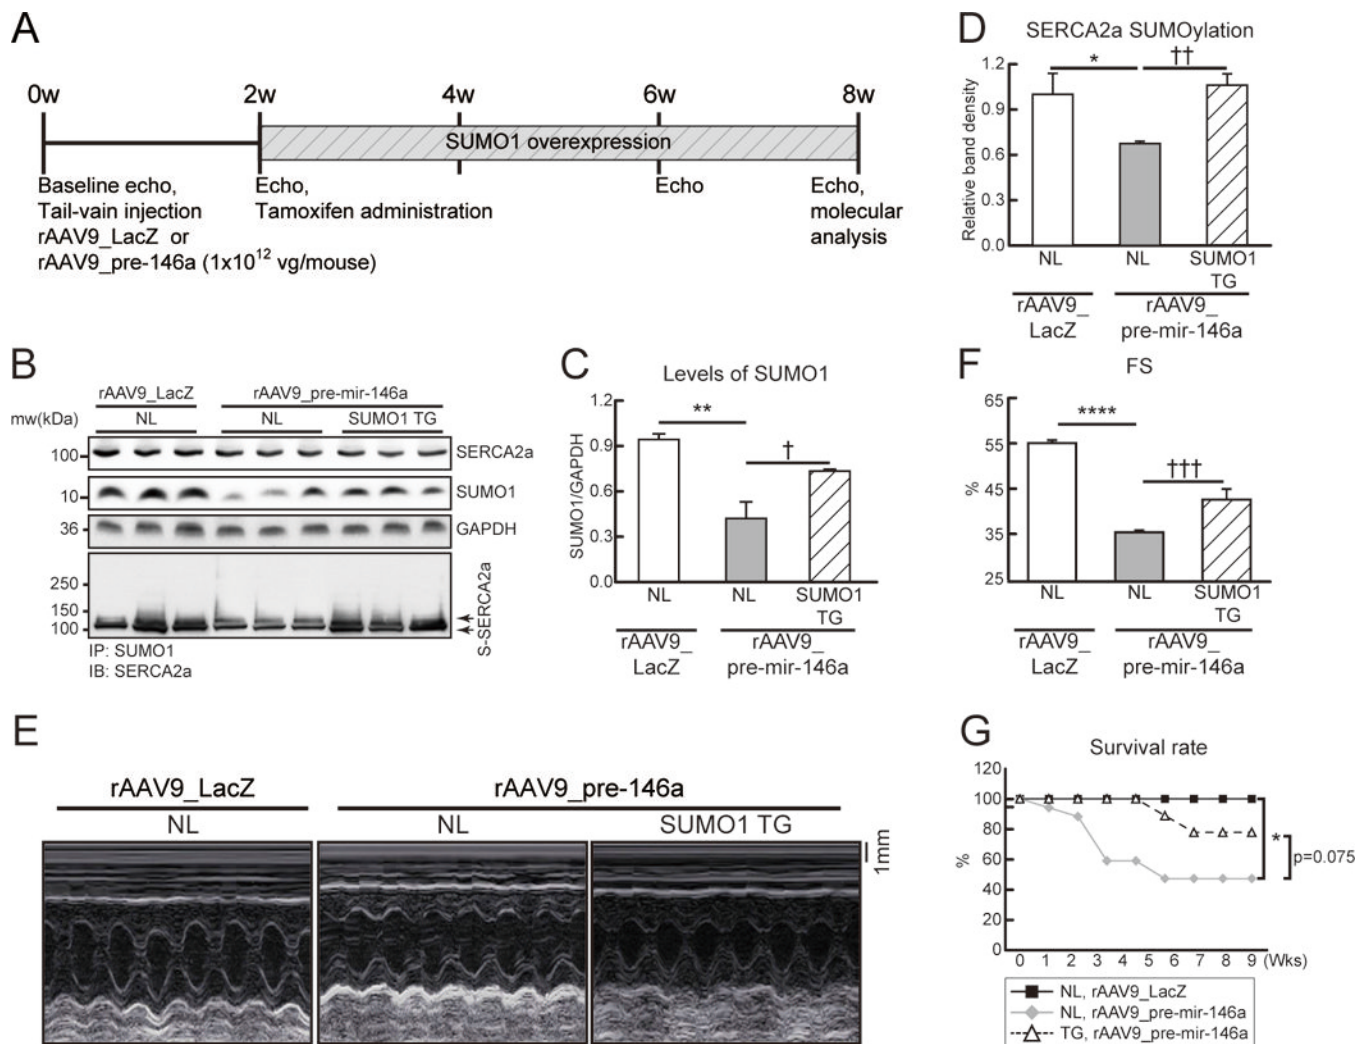 A
0w 2w 4w 6w 8w
SUMO1 overexpression
Baseline echo,
Tail-vain injection
rAAV9_LacZ or
rAAV9_pre-146a (1x10¹² vg/mouse)
Echo,
Tamoxifen administration
Echo
Echo,
molecular
analysis
D
SERCA2a SUMOylation
Relative band density
1.2
0.9
0.6
0.3
0.0
* ††
NL NL SUMO1
TG
rAAV9_
LacZ
rAAV9_
pre-mir-146a
B
rAAV9_LacZ rAAV9_pre-mir-146a
mw(kDa) NL NL SUMO1 TG
100 SERCA2a
10 SUMO1
36 GAPDH
250
150
100
S-SERCA2a
IP: SUMO1
IB: SERCA2a
C
Levels of SUMO1
SUMO1/GAPDH
1.2
0.9
0.6
0.3
0.0
** †
NL NL SUMO1
TG
rAAV9_
LacZ
rAAV9_
pre-mir-146a
F
FS
%
65
55
45
35
25
**** †††
NL NL SUMO1
TG
rAAV9_
LacZ
rAAV9_
pre-mir-146a
E
rAAV9_LacZ rAAV9_pre-146a
NL NL SUMO1 TG
1mm
G
Survival rate
%
120
100
80
60
40
20
0
0 1 2 3 4 5 6 7 8 9 (Wks)
*
p=0.075
NL, rAAV9_LacZ
NL, rAAV9_pre-mir-146a
TG, rAAV9_pre-mir-146a